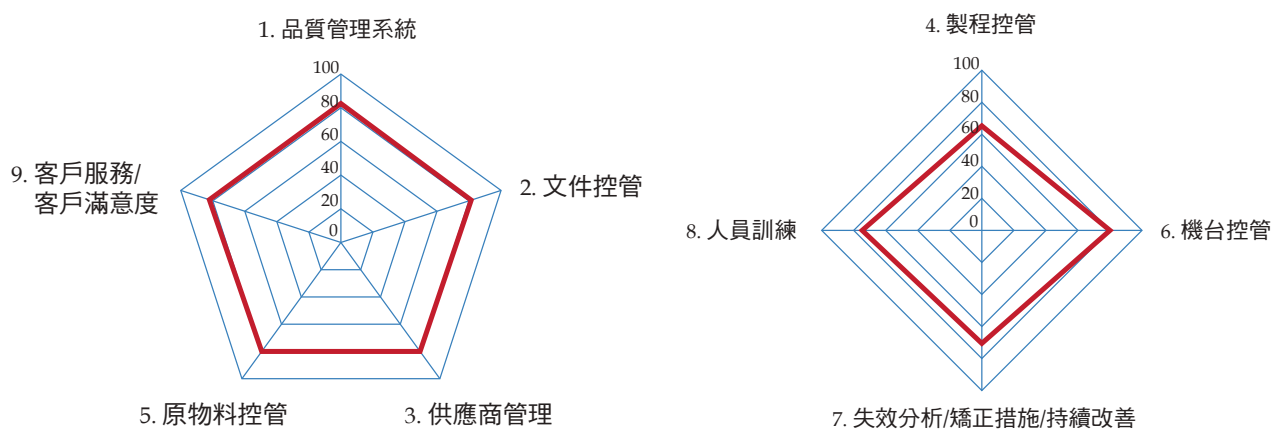 1. 品質管理系統
100
80
60
40
20
0
9. 客戶服務/
客戶滿意度
2. 文件控管
5. 原物料控管
3. 供應商管理
4. 製程控管
100
80
60
40
20
0
8. 人員訓練
6. 機台控管
7. 失效分析/矯正措施/持續改善